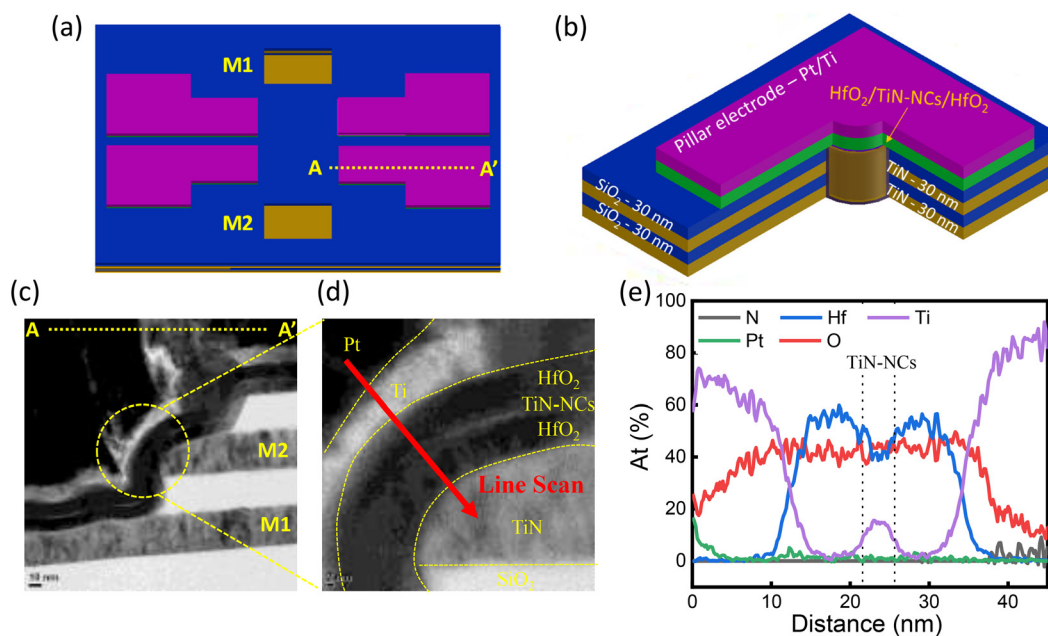 (a)
M1
A
A'
M2
(b)
Pillar electrode – Pt/Ti
HfO₂/TiN-NCs/HfO₂
SiO₂ - 30 nm
SiO₂ - 30 nm
TiN - 30 nm
TiN - 30 nm
(c)
A
A'
M2
M1
10 nm
(d)
Pt
Ti
HfO₂
TiN-NCs
HfO₂
Line Scan
TiN
SiO₂
(e)
At (%)
100
80
60
40
20
0
N
Hf
Ti
Pt
O
TiN-NCs
0
10
20
30
40
Distance (nm)